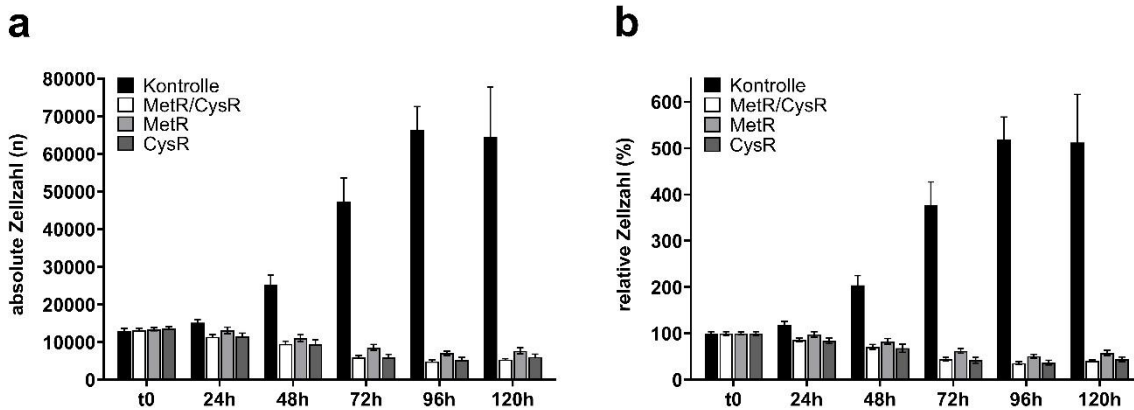 a
absolute Zellzahl (n)
80000
70000
60000
50000
40000
30000
20000
10000
0
Kontrolle
MetR/CysR
MetR
CysR
t0 24h 48h 72h 96h 120h
b
relative Zellzahl (%)
600
500
400
300
200
100
0
Kontrolle
MetR/CysR
MetR
CysR
t0 24h 48h 72h 96h 120h